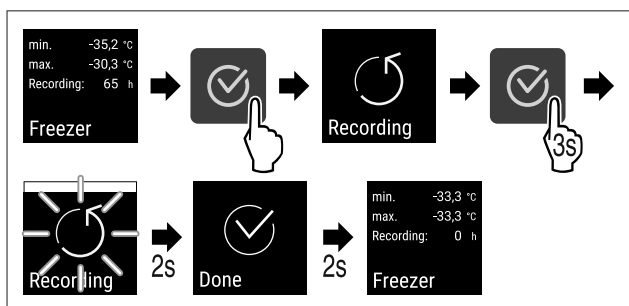 min. -35,2 °C
max. -30,3 °C
Recording: 65 h
Freezer
Recording
3s
Recording
2s
Done
2s
min. -33,3 °C
max. -33,3 °C
Recording: 0 h
Freezer